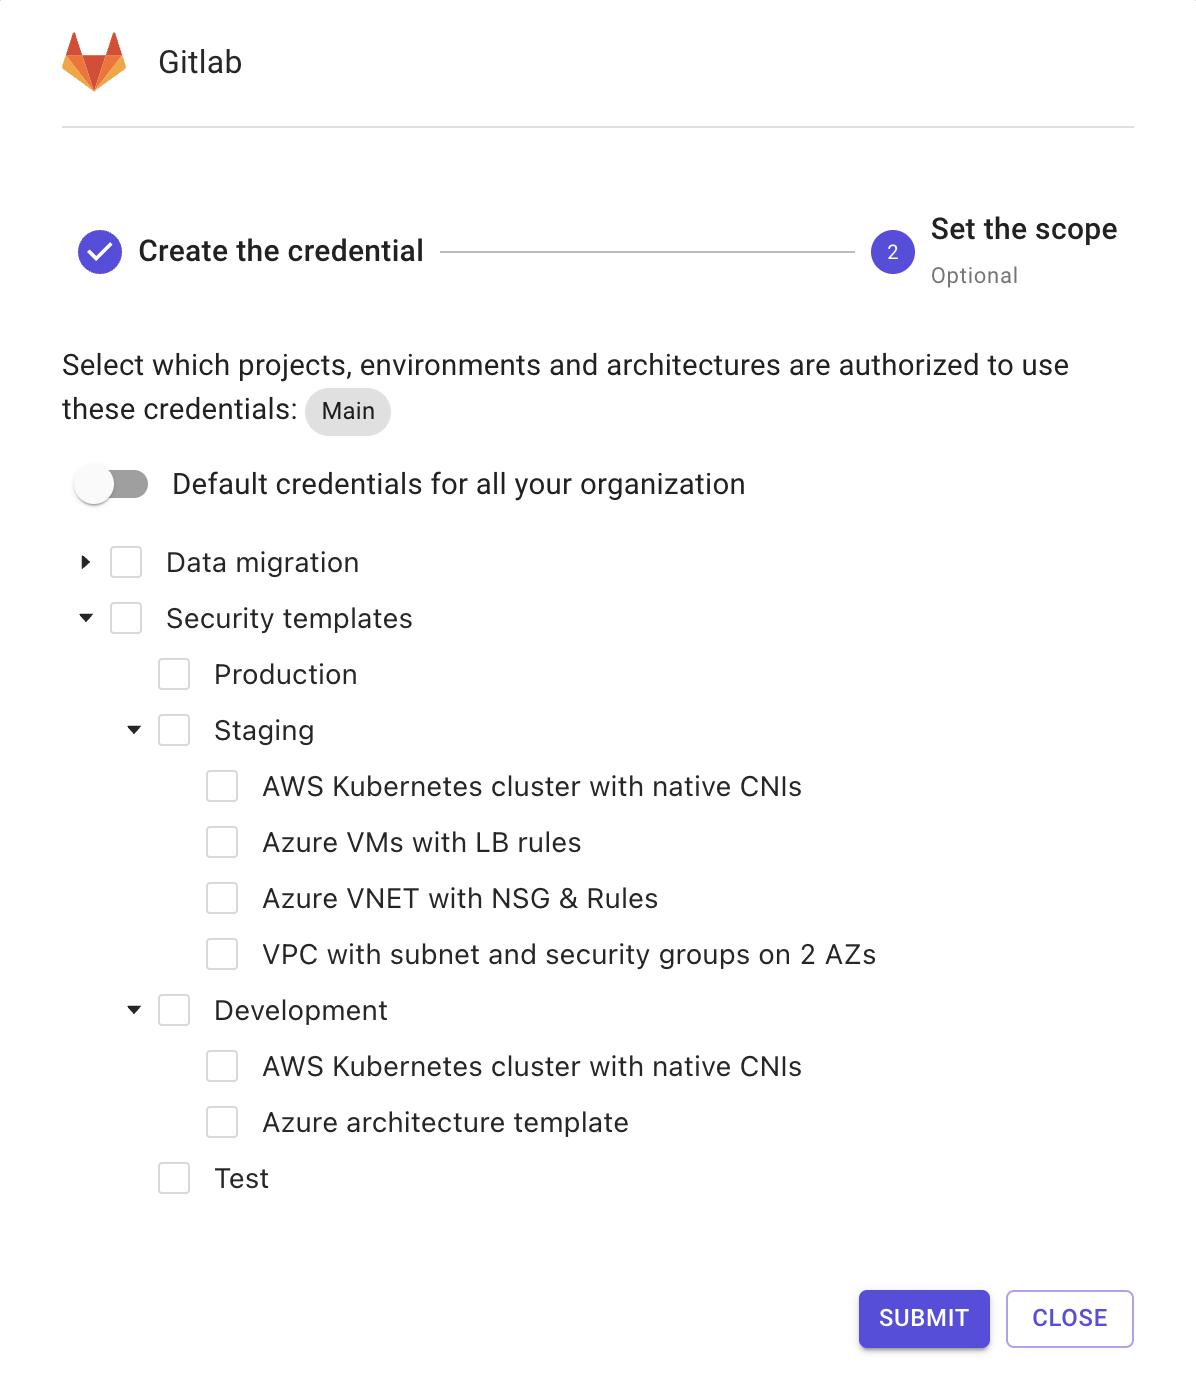 Gitlab
Create the credential
2
Set the scope
Optional
Select which projects, environments and architectures are authorized to use
these credentials: Main
Default credentials for all your organization
Data migration
Security templates
Production
Staging
AWS Kubernetes cluster with native CNIs
Azure VMs with LB rules
Azure VNET with NSG & Rules
VPC with subnet and security groups on 2 AZs
Development
AWS Kubernetes cluster with native CNIs
Azure architecture template
Test
SUBMIT
CLOSE